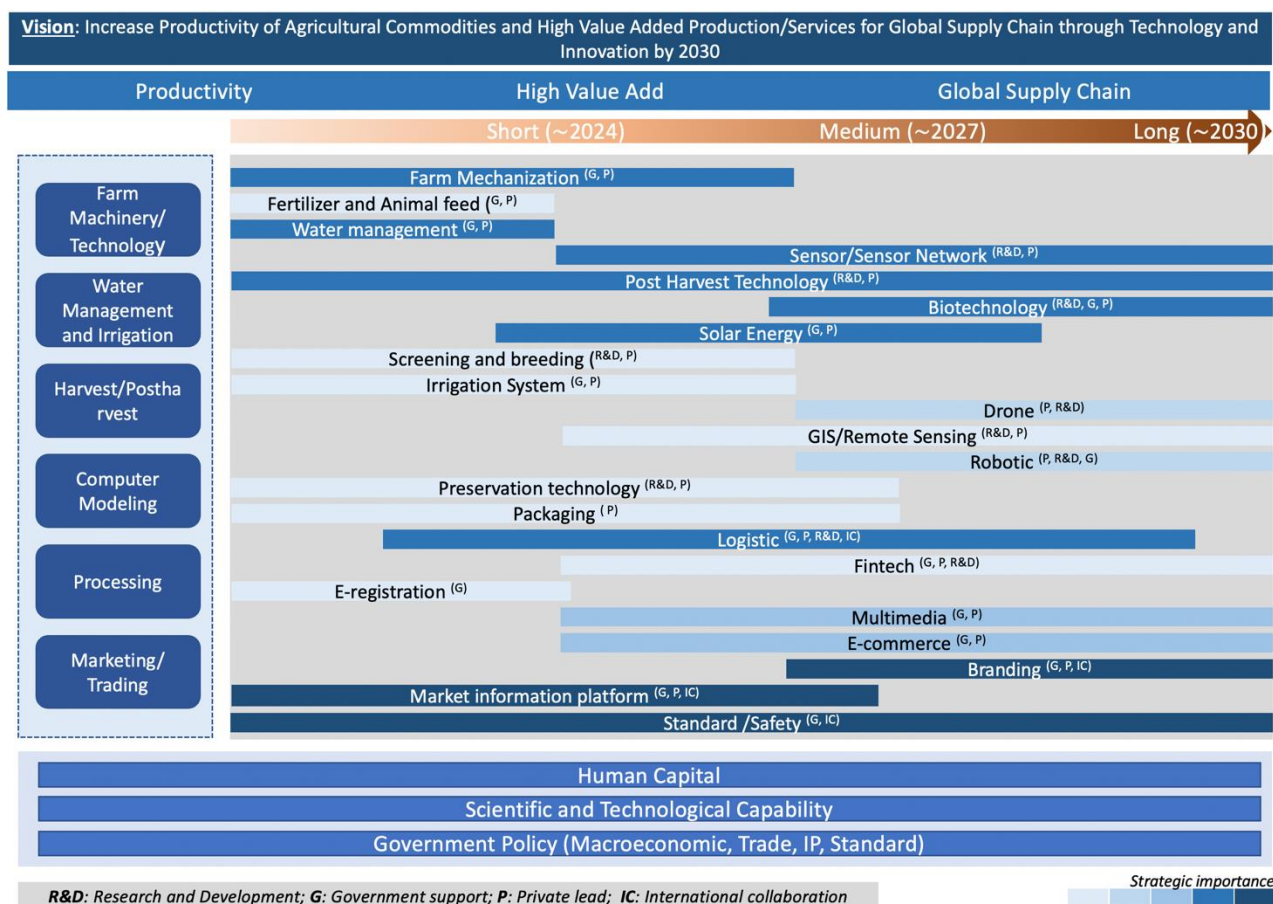 Vision: Increase Productivity of Agricultural Commodities and High Value Added Production/Services for Global Supply Chain through Technology and
Innovation by 2030
Productivity
High Value Add
Global Supply Chain
Short (~2024)
Medium (~2027)
Long (~2030)
Farm
Machinery/
Technology
Water
Management
and Irrigation
Harvest/Postha
rvest
Computer
Modeling
Processing
Marketing/
Trading
Farm Mechanization (G, P)
Fertilizer and Animal feed (G, P)
Water management (G, P)
Sensor/Sensor Network (R&D, P)
Post Harvest Technology (R&D, P)
Biotechnology (R&D, G, P)
Solar Energy (G, P)
Screening and breeding (R&D, P)
Irrigation System (G, P)
Drone (P, R&D)
GIS/Remote Sensing (R&D, P)
Robotic (P, R&D, G)
Preservation technology (R&D, P)
Packaging ( P)
Logistic (G, P, R&D, IC)
Fintech (G, P, R&D)
E-registration (G)
Multimedia (G, P)
E-commerce (G, P)
Branding (G, P, IC)
Market information platform (G, P, IC)
Standard /Safety (G, IC)
Human Capital
Scientific and Technological Capability
Government Policy (Macroeconomic, Trade, IP, Standard)
R&D: Research and Development; G: Government support; P: Private lead; IC: International collaboration
Strategic importance